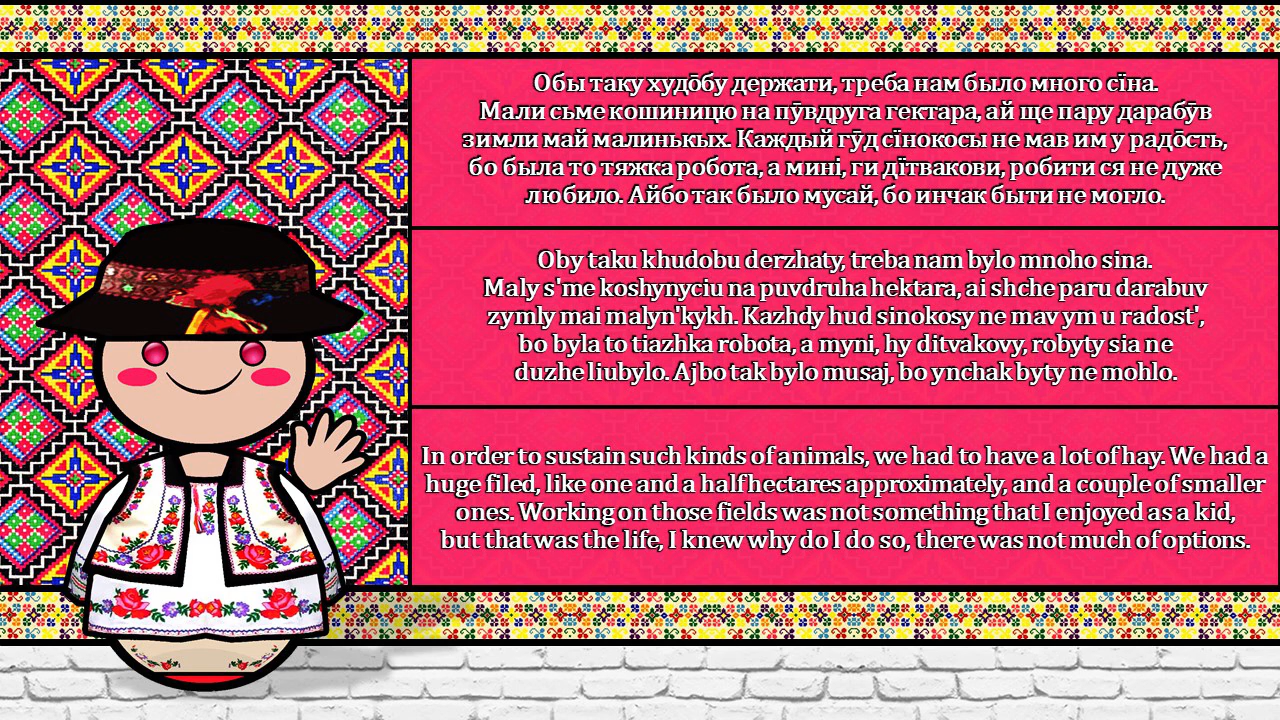 Обы таку худо̄бу держати, треба нам было много сїна.
Мали сьме кошиницю на пӯвдруга гектара, ай ще пару дарабӯв
зимли май малинькых. Каждый гӯд сїнокосы не мав им у радо̄сть,
бо была то тяжка робота, а мині, ги дїтвакови, робити ся не дуже
любило. Айбо так было мусай, бо инчак быти не могло.
Oby taku khudobu derzhaty, treba nam bylo mnoho sina.
Maly s'me koshynyciu na puvdruha hektara, ai shche paru darabuv
zymly mai malyn'kykh. Kazhdy hud sinokosy ne mav ym u radost',
bo byla to tiazhka robota, a myni, hy ditvakovy, robyty sia ne
duzhe liubylo. Ajbo tak bylo musaj, bo ynchak byty ne mohlo.
In order to sustain such kinds of animals, we had to have a lot of hay. We had a
huge filed, like one and a half hectares approximately, and a couple of smaller
ones. Working on those fields was not something that I enjoyed as a kid,
but that was the life, I knew why do I do so, there was not much of options.